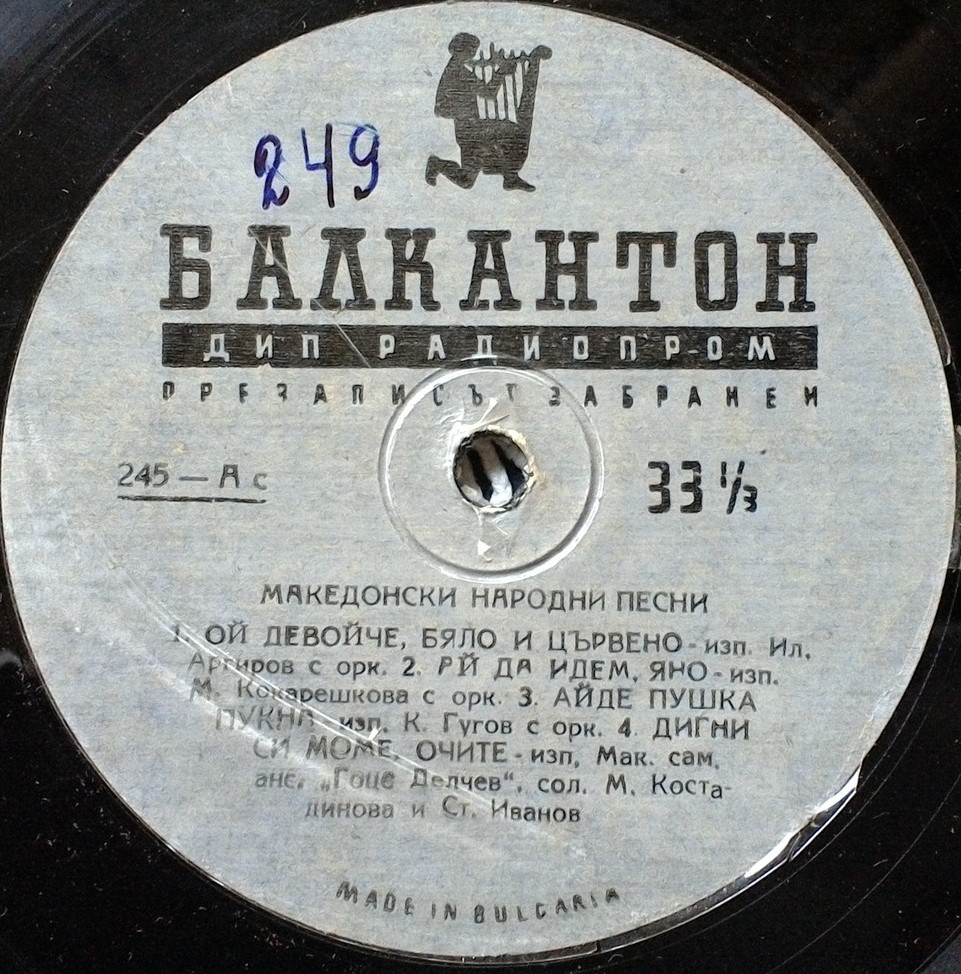 249
БАЛКАНТОН
ДИП РАДИОПРОМ
ПРЕЗАПИСЪТ ЗАБРАНЕН
245 — А с
33 1/3
МАКЕДОНСКИ НАРОДНИ ПЕСНИ
1. ОЙ ДЕВОЙЧЕ, БЯЛО И ЦЪРВЕНО - изп. Ил.
Аргиров с орк. 2. АЙ ДА ИДЕМ, ЯНО - изп.
М. Кокарешкова с орк. 3. АЙДЕ ПУШКА
ПУКНА - изп. К. Гугов с орк. 4. ДИГНИ
СИ МОМЕ, ОЧИТЕ - изп, Мак. сам.
анс. „Гоце Делчев“, сол. М. Коста-
динова и Ст. Иванов
MADE IN BULGARIA